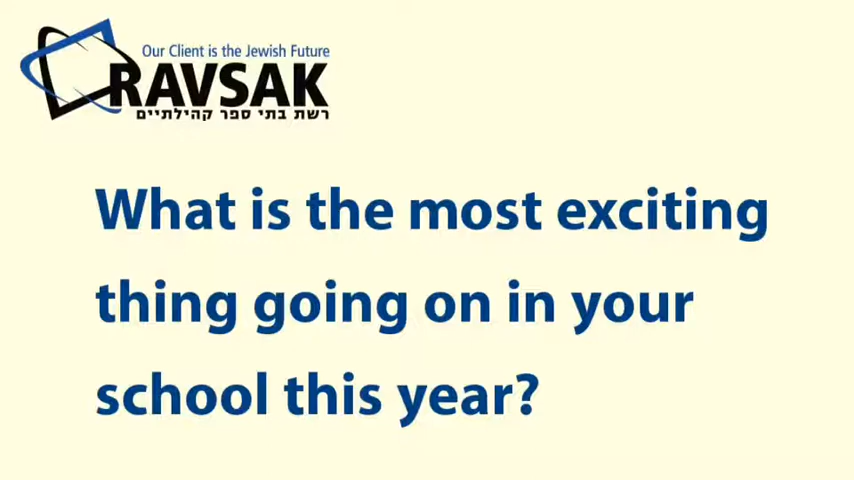 Our Client is the Jewish Future
RAVSAK
רשת בתי ספר קהילתיים
What is the most exciting
thing going on in your
school this year?